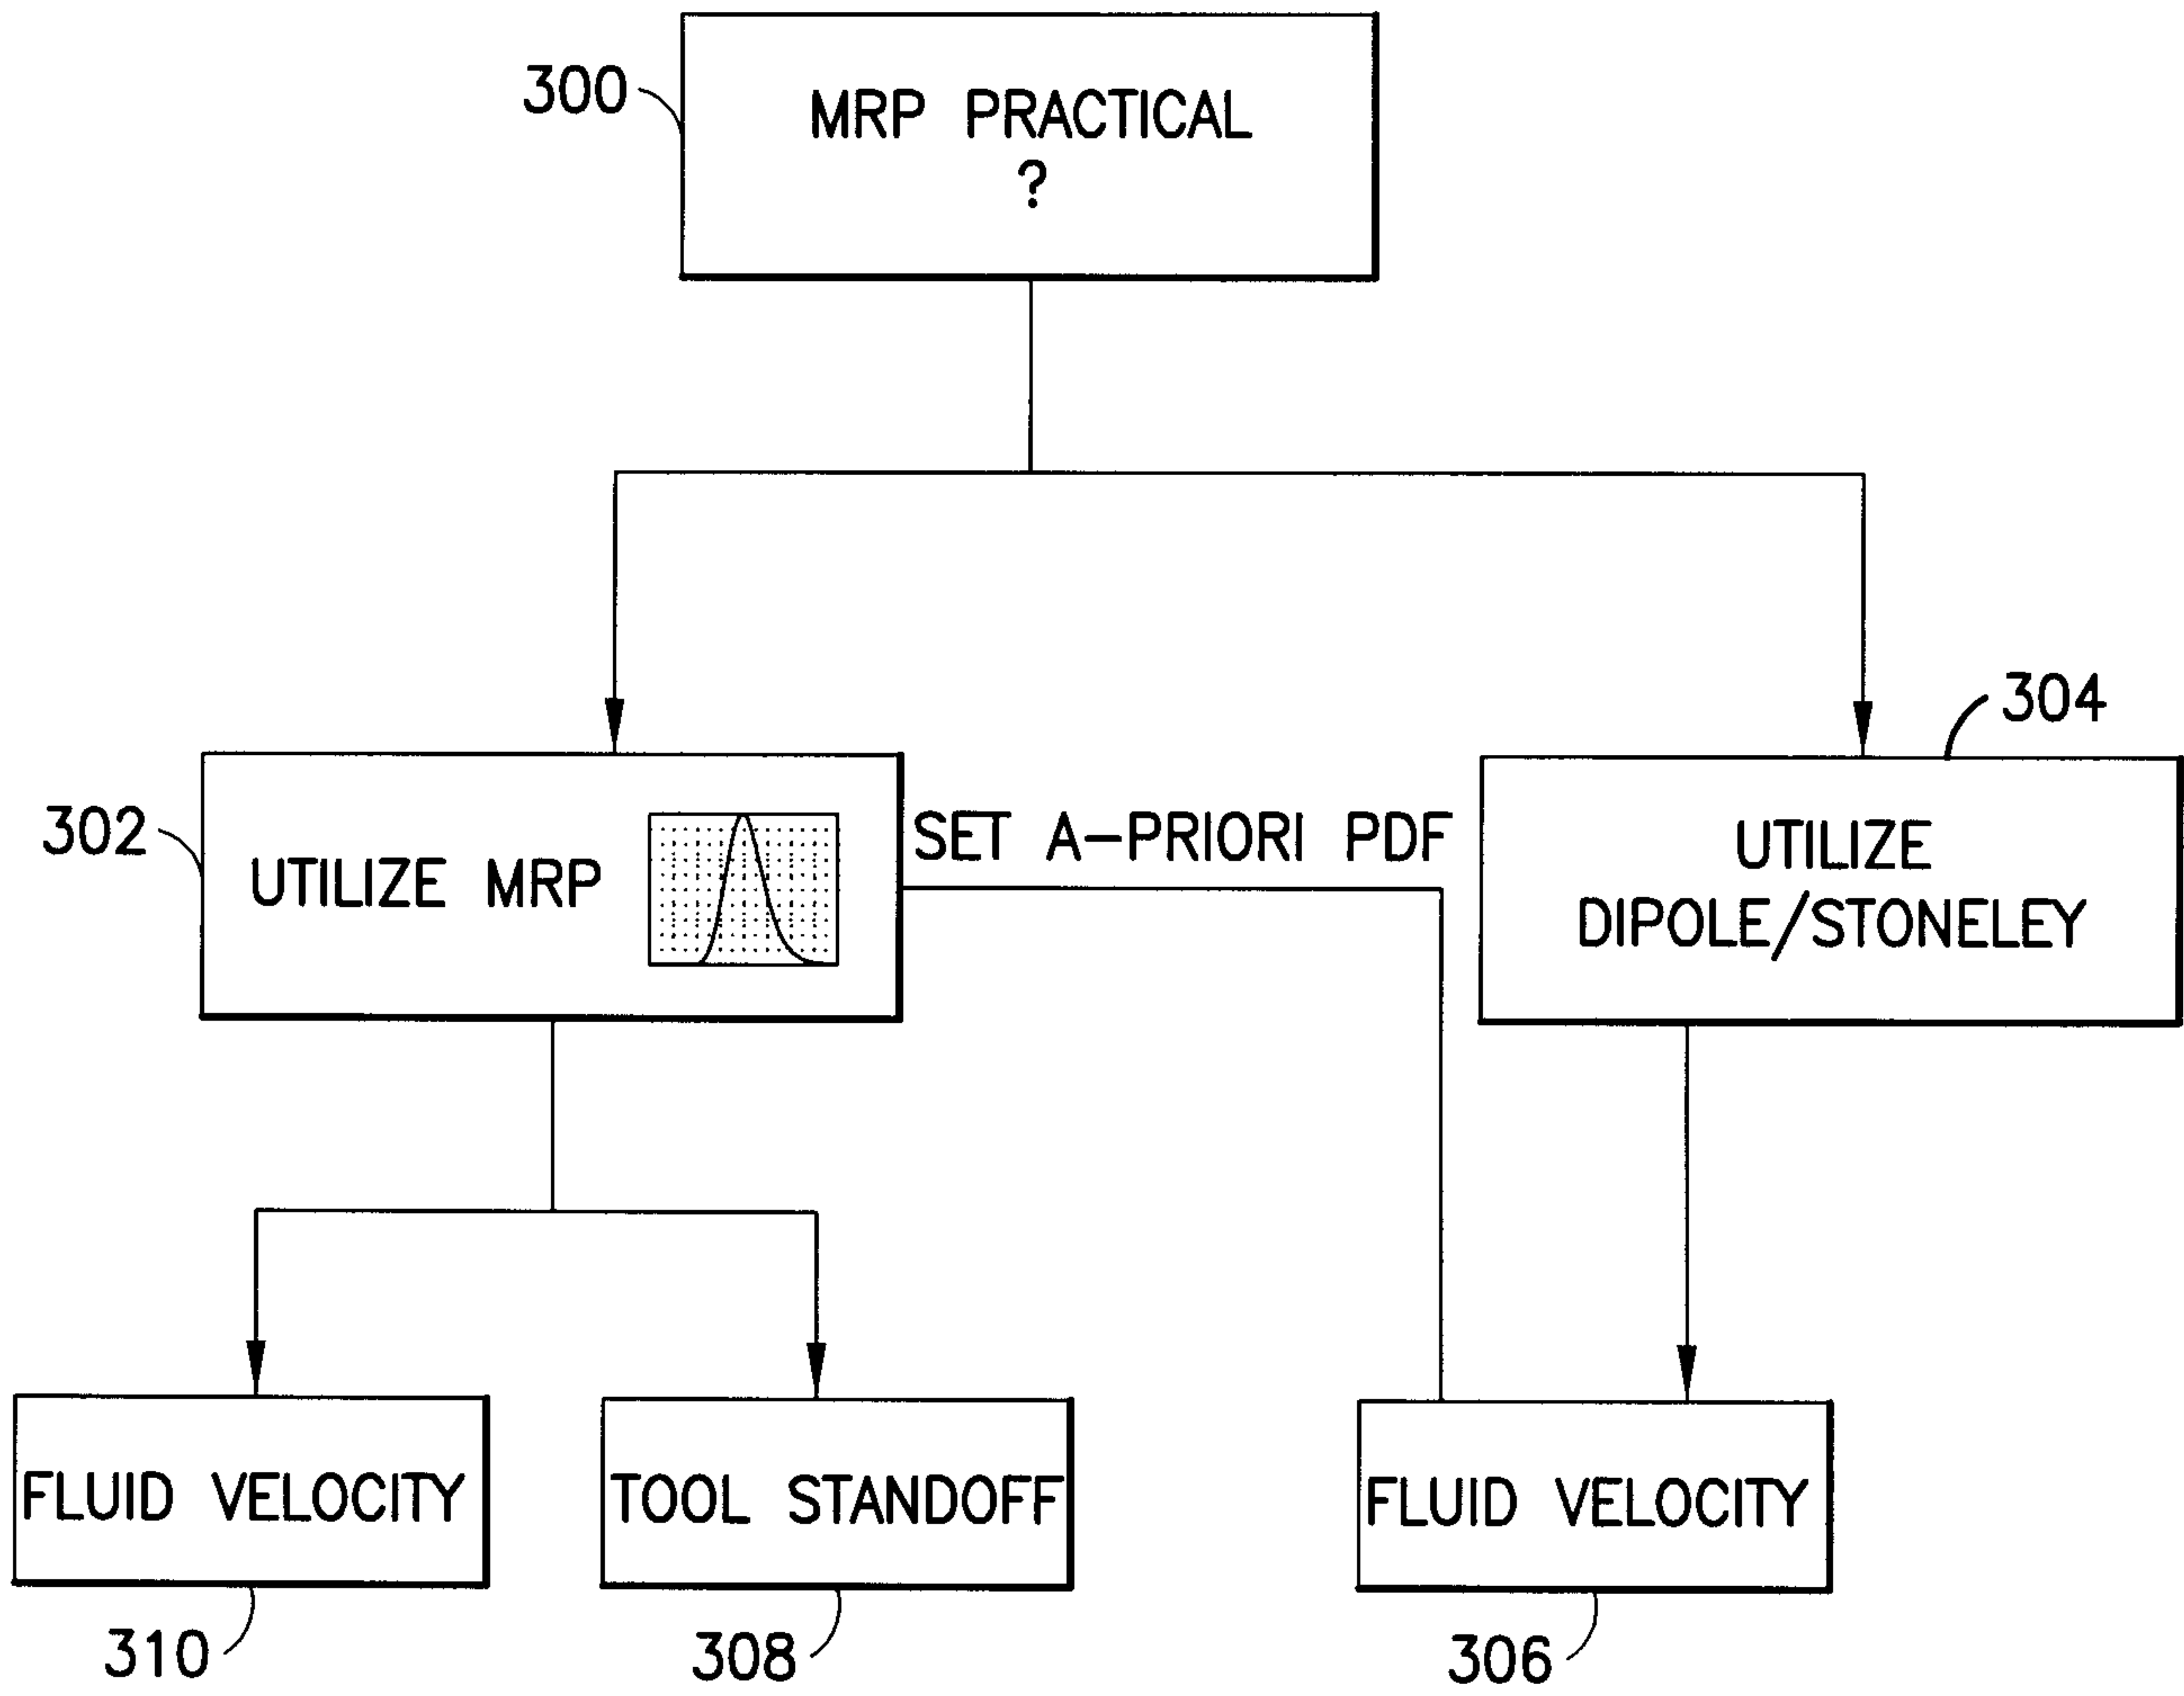 300
MRP PRACTICAL
?
304
302
UTILIZE MRP
SET A-PRIORI PDF
UTILIZE
DIPOLE/STONELEY
FLUID VELOCITY
TOOL STANDOFF
FLUID VELOCITY
310
308
306